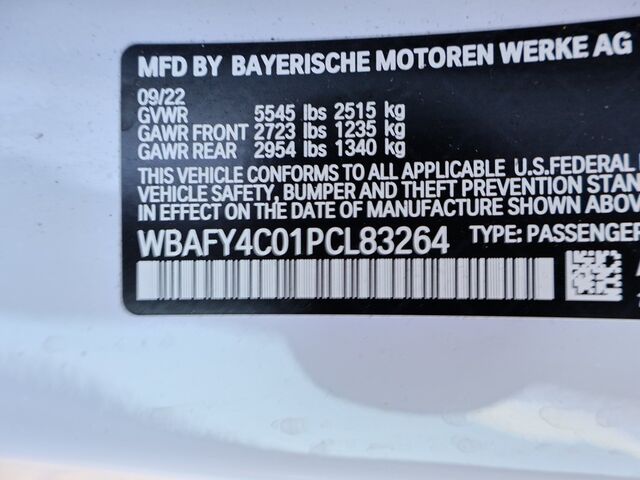 MFD BY BAYERISCHE MOTOREN WERKE AG
09/22
GVWR 5545 lbs 2515 kg
GAWR FRONT 2723 lbs 1235 kg
GAWR REAR 2954 lbs 1340 kg
THIS VEHICLE CONFORMS TO ALL APPLICABLE U.S.FEDERAL
VEHICLE SAFETY, BUMPER AND THEFT PREVENTION STAN
IN EFFECT ON THE DATE OF MANUFACTURE SHOWN ABOVE
WBAFY4C01PCL83264 TYPE: PASSENGER